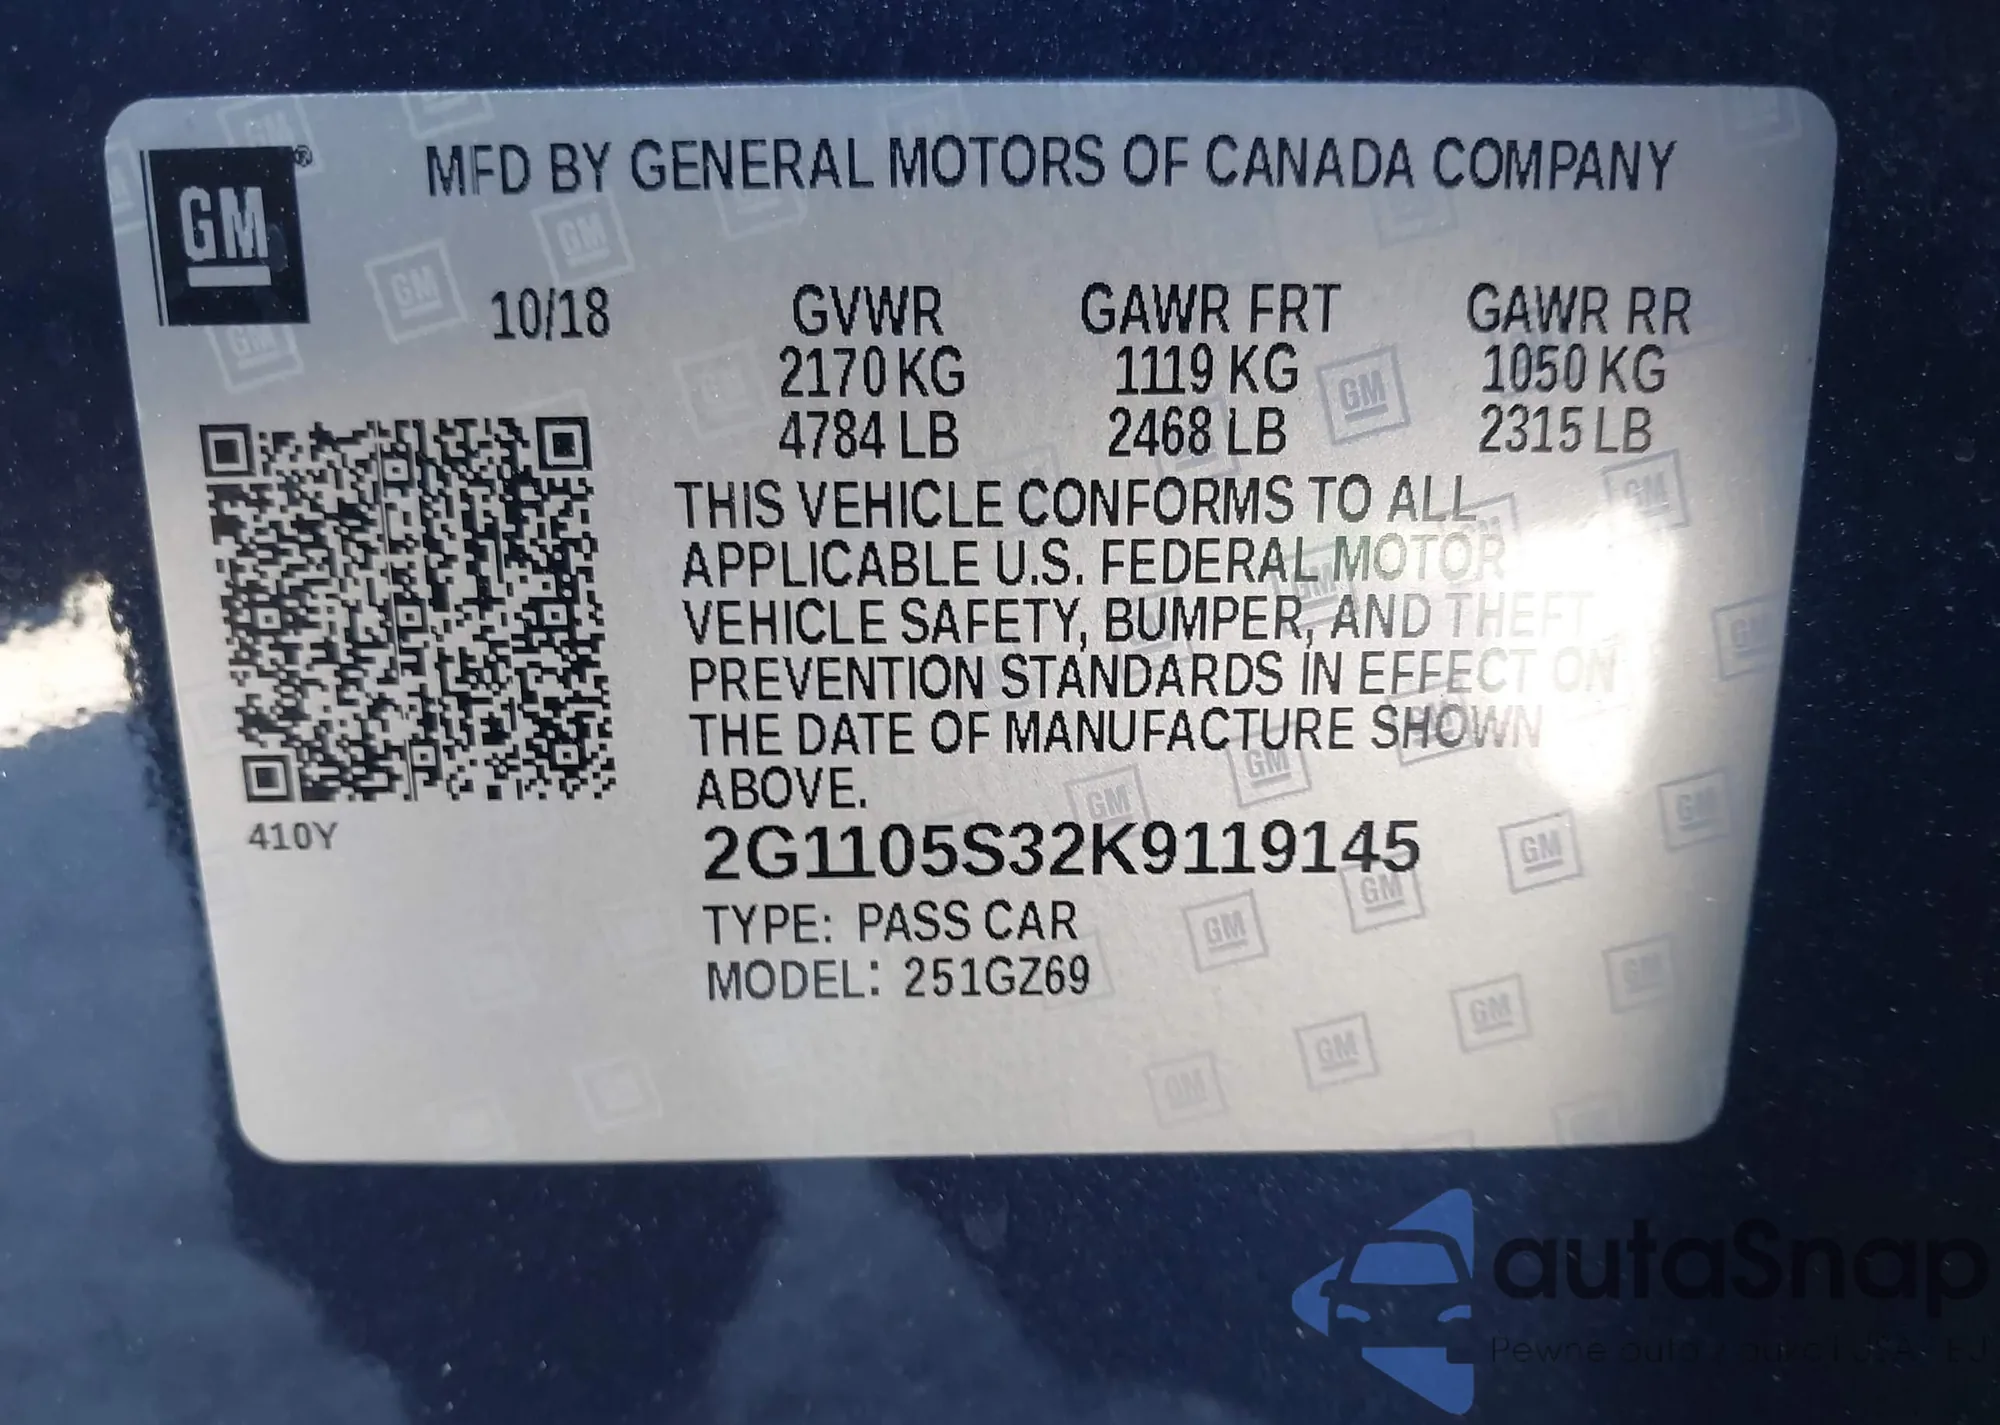 GM®
MFD BY GENERAL MOTORS OF CANADA COMPANY
10/18 GVWR GAWR FRT GAWR RR
2170 KG 1119 KG 1050 KG
4784 LB 2468 LB 2315 LB
THIS VEHICLE CONFORMS TO ALL
APPLICABLE U.S. FEDERAL MOTOR
VEHICLE SAFETY, BUMPER, AND THEFT
PREVENTION STANDARDS IN EFFECT ON
THE DATE OF MANUFACTURE SHOWN
ABOVE.
410Y
2G1105S32K9119145
TYPE: PASS CAR
MODEL: 251GZ69
autaSnap
Pewne auto